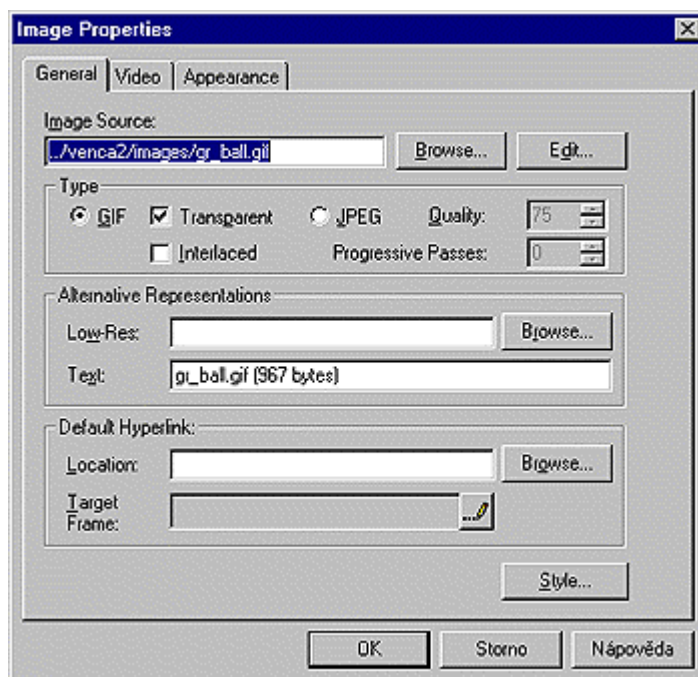 Image Properties
General Video Appearance
Image Source:
../venca2/images/gr_ball.gif Browse... Edit...
Type
GIF Transparent JPEG Quality: 75
Interlaced Progressive Passes: 0
Alternative Representations
Low-Res: Browse...
Text: gr_ball.gif (967 bytes)
Default Hyperlink:
Location: Browse...
Target
Frame:
Style...
OK Storno Nápověda